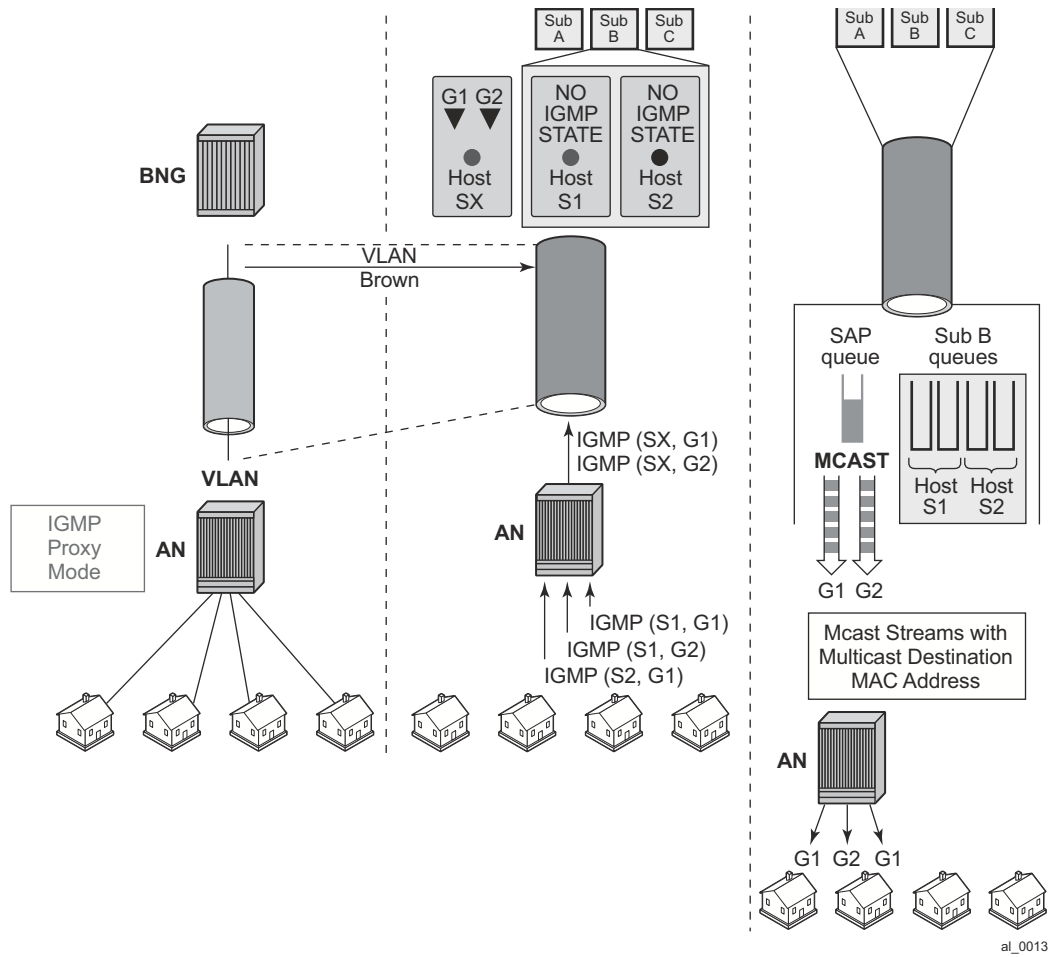 BNG
VLAN
IGMP
Proxy
Mode
AN
Sub
A
Sub
B
Sub
C
G1 G2
Host
SX
NO
IGMP
STATE
Host
S1
NO
IGMP
STATE
Host
S2
VLAN
Brown
IGMP (SX, G1)
IGMP (SX, G2)
AN
IGMP (S1, G1)
IGMP (S1, G2)
IGMP (S2, G1)
Sub
A
Sub
B
Sub
C
SAP
queue
Sub B
queues
MCAST
Host
S1
Host
S2
G1 G2
Mcast Streams with
Multicast Destination
MAC Address
AN
G1 G2 G1
al_0013